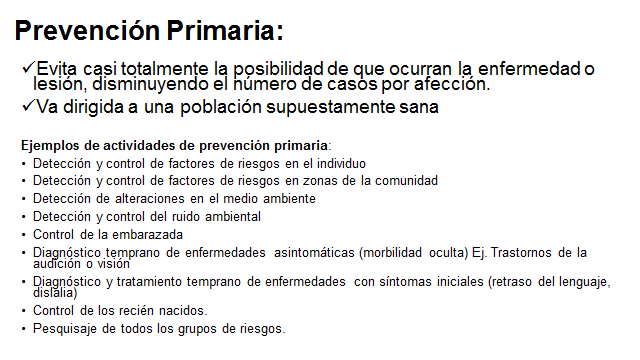 Prevención Primaria:
✓Evita casi totalmente la posibilidad de que ocurran la enfermedad o
lesión, disminuyendo el número de casos por afección.
✓Va dirigida a una población supuestamente sana
Ejemplos de actividades de prevención primaria:
• Detección y control de factores de riesgos en el individuo
• Detección y control de factores de riesgos en zonas de la comunidad
• Detección de alteraciones en el medio ambiente
• Detección y control del ruido ambiental
• Control de la embarazada
• Diagnóstico temprano de enfermedades asintomáticas (morbilidad oculta) Ej. Trastornos de la
audición o visión
• Diagnóstico y tratamiento temprano de enfermedades con síntomas iniciales (retraso del lenguaje,
dislalia)
• Control de los recién nacidos.
• Pesquisaje de todos los grupos de riesgos.